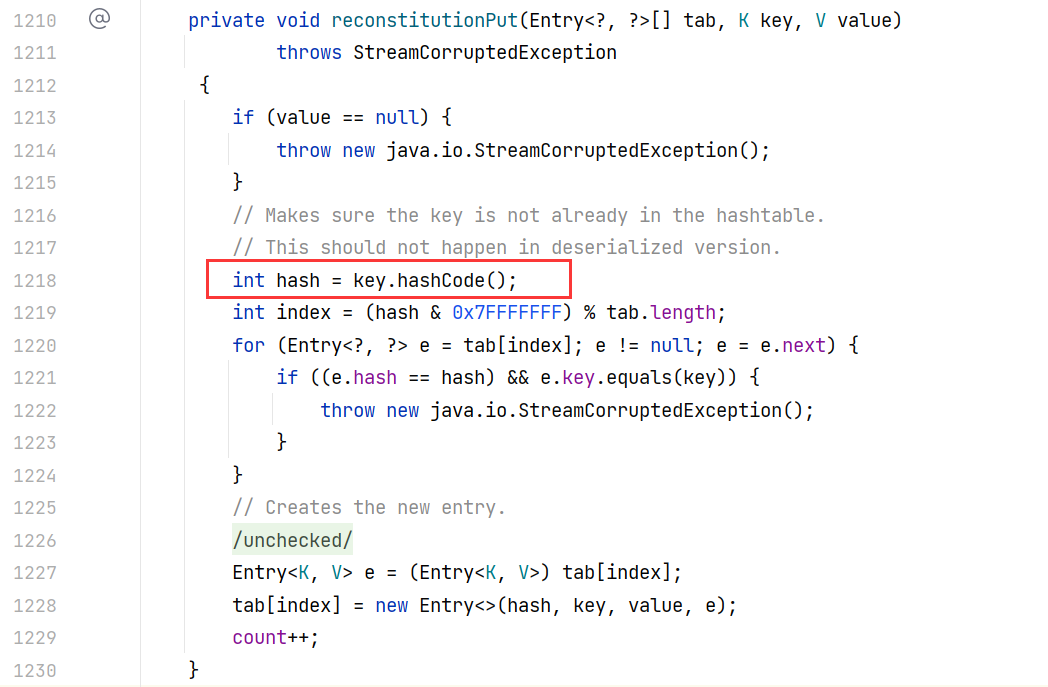 1210 @ private void reconstitutionPut(Entry<?, ?>[] tab, K key, V value)
1211 throws StreamCorruptedException
1212 {
1213 if (value == null) {
1214 throw new java.io.StreamCorruptedException();
1215 }
1216 // Makes sure the key is not already in the hashtable.
1217 // This should not happen in deserialized version.
1218 int hash = key.hashCode();
1219 int index = (hash & 0x7FFFFFFF) % tab.length;
1220 for (Entry<?, ?> e = tab[index]; e != null; e = e.next) {
1221 if ((e.hash == hash) && e.key.equals(key)) {
1222 throw new java.io.StreamCorruptedException();
1223 }
1224 }
1225 // Creates the new entry.
1226 /unchecked/
1227 Entry<K, V> e = (Entry<K, V>) tab[index];
1228 tab[index] = new Entry<>(hash, key, value, e);
1229 count++;
1230 }